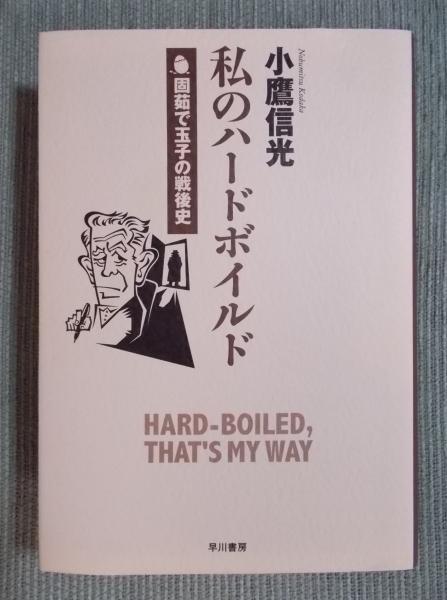 小鷹信光
Nobumitsu Kodaka
私のハードボイルド
固茹で玉子の戦後史
HARD-BOILED,
THAT'S MY WAY
早川書房